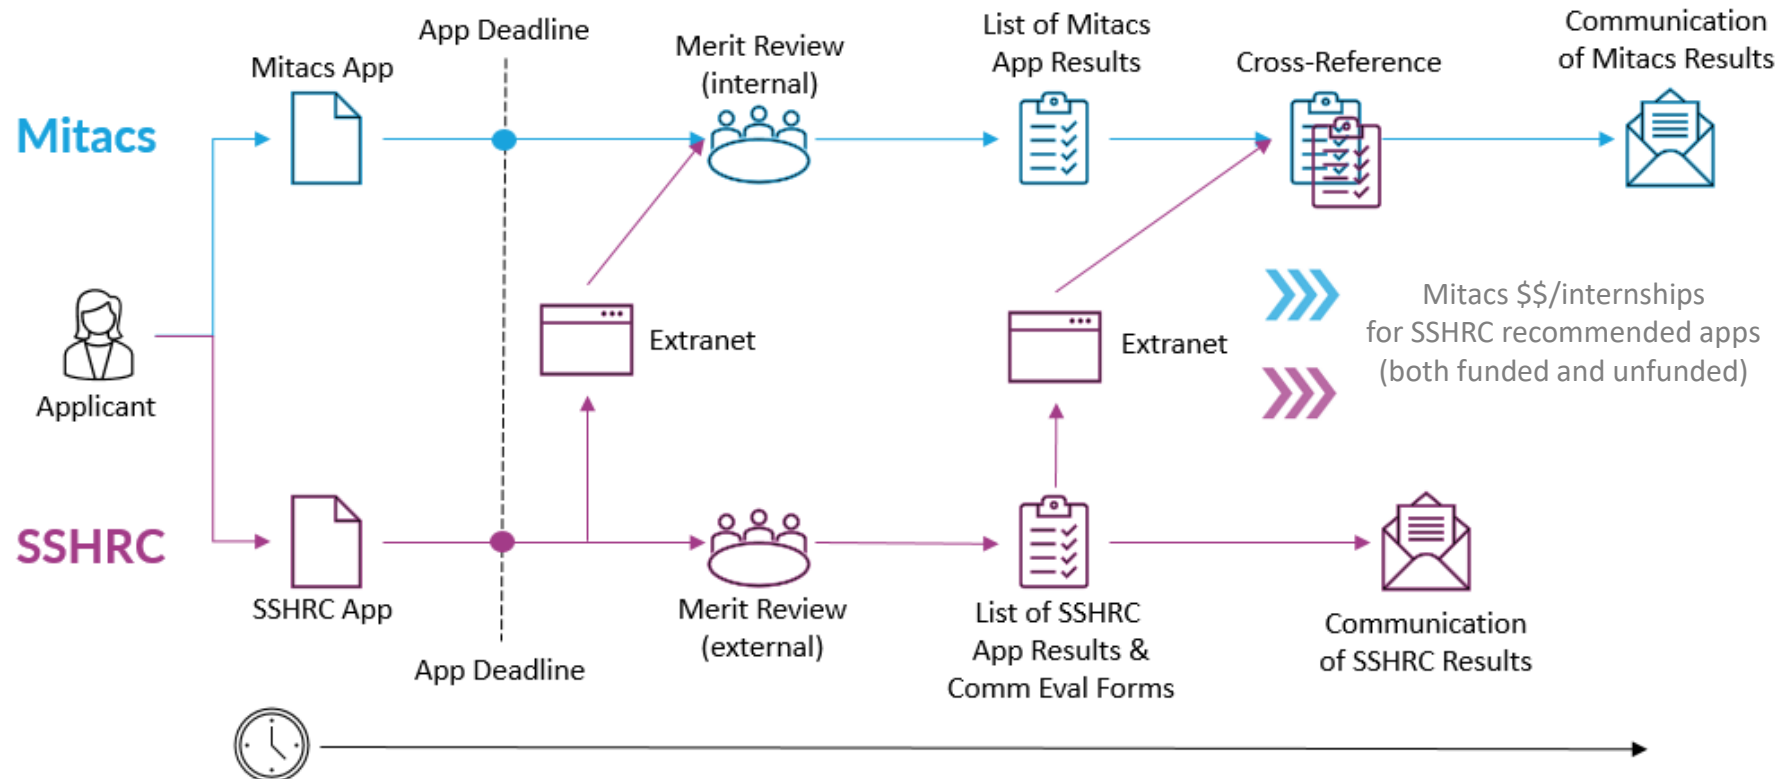 App Deadline
List of Mitacs
App Results
Communication
of Mitacs Results
Merit Review
(internal)
Mitacs App
Cross-Reference
Mitacs
Extranet
Extranet
Mitacs $$/internships
for SSHRC recommended apps
(both funded and unfunded)
Applicant
SSHRC
SSHRC App
Merit Review
(external)
List of SSHRC
App Results &
Comm Eval Forms
Communication
of SSHRC Results
App Deadline